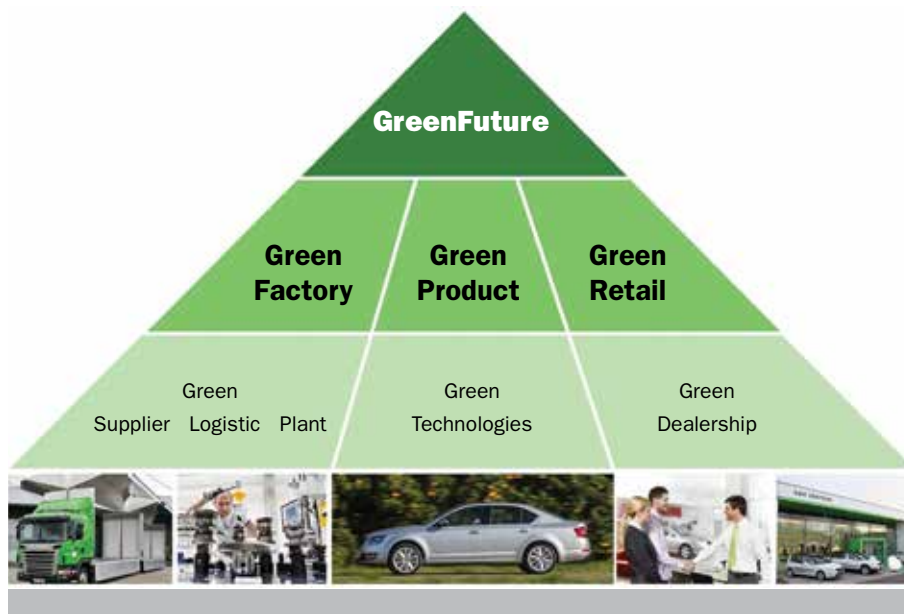 GreenFuture
Green
Factory
Green
Product
Green
Retail
Green
Supplier Logistic Plant
Green
Technologies
Green
Dealership